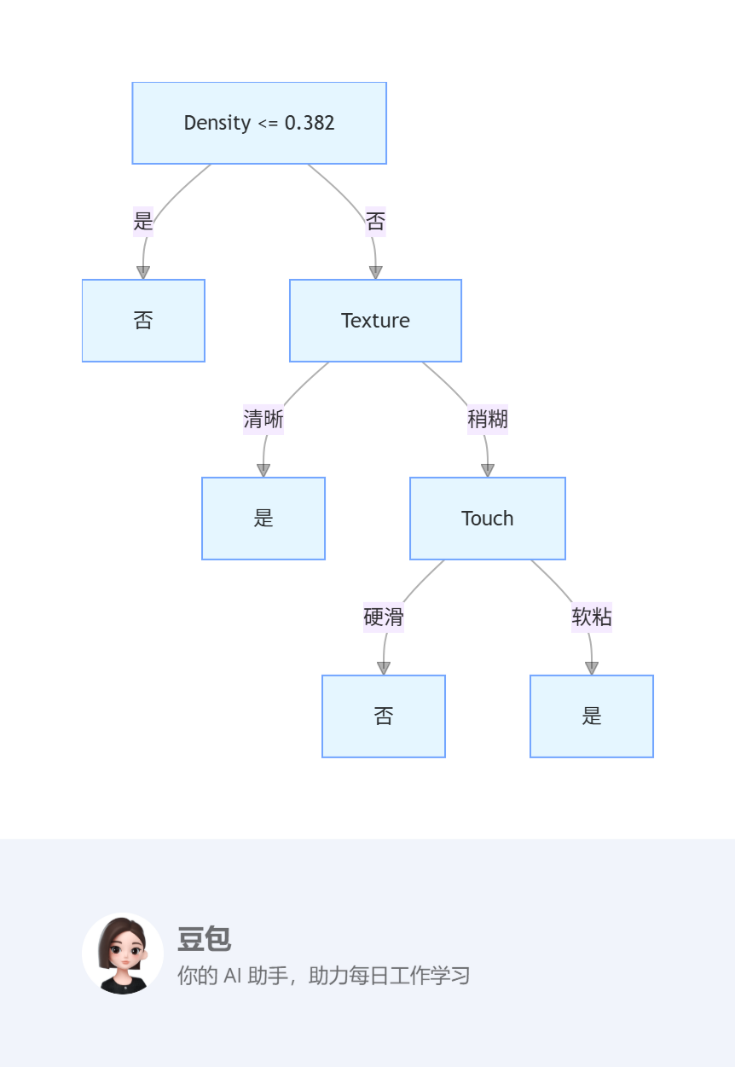 Density <= 0.382
是
否
否
Texture
清晰
稍糊
是
Touch
硬滑
软粘
否
是
豆包
你的 AI 助手，助力每日工作学习